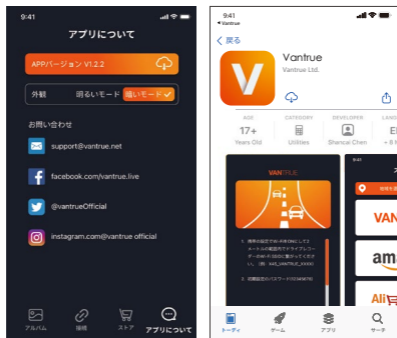 9:41
アプリについて
APPバージョン V1.2.2
外観 明るいモード 暗いモード
お問い合わせ
support@vantrue.net
facebook.com/vantrue.live
@vantrueOfficial
instagram.com@vantrue official
アルバム 接続 ストア アプリについて
9:41
Vantrue
戻る
Vantrue
Vantrue Ltd.
AGE CATEGORY DEVELOPER
17+
Years Old Utilities Shancai Chen
VANTRUE
9:41
VAN
ama
Ali
トーディ ゲーム アプリ サーチ